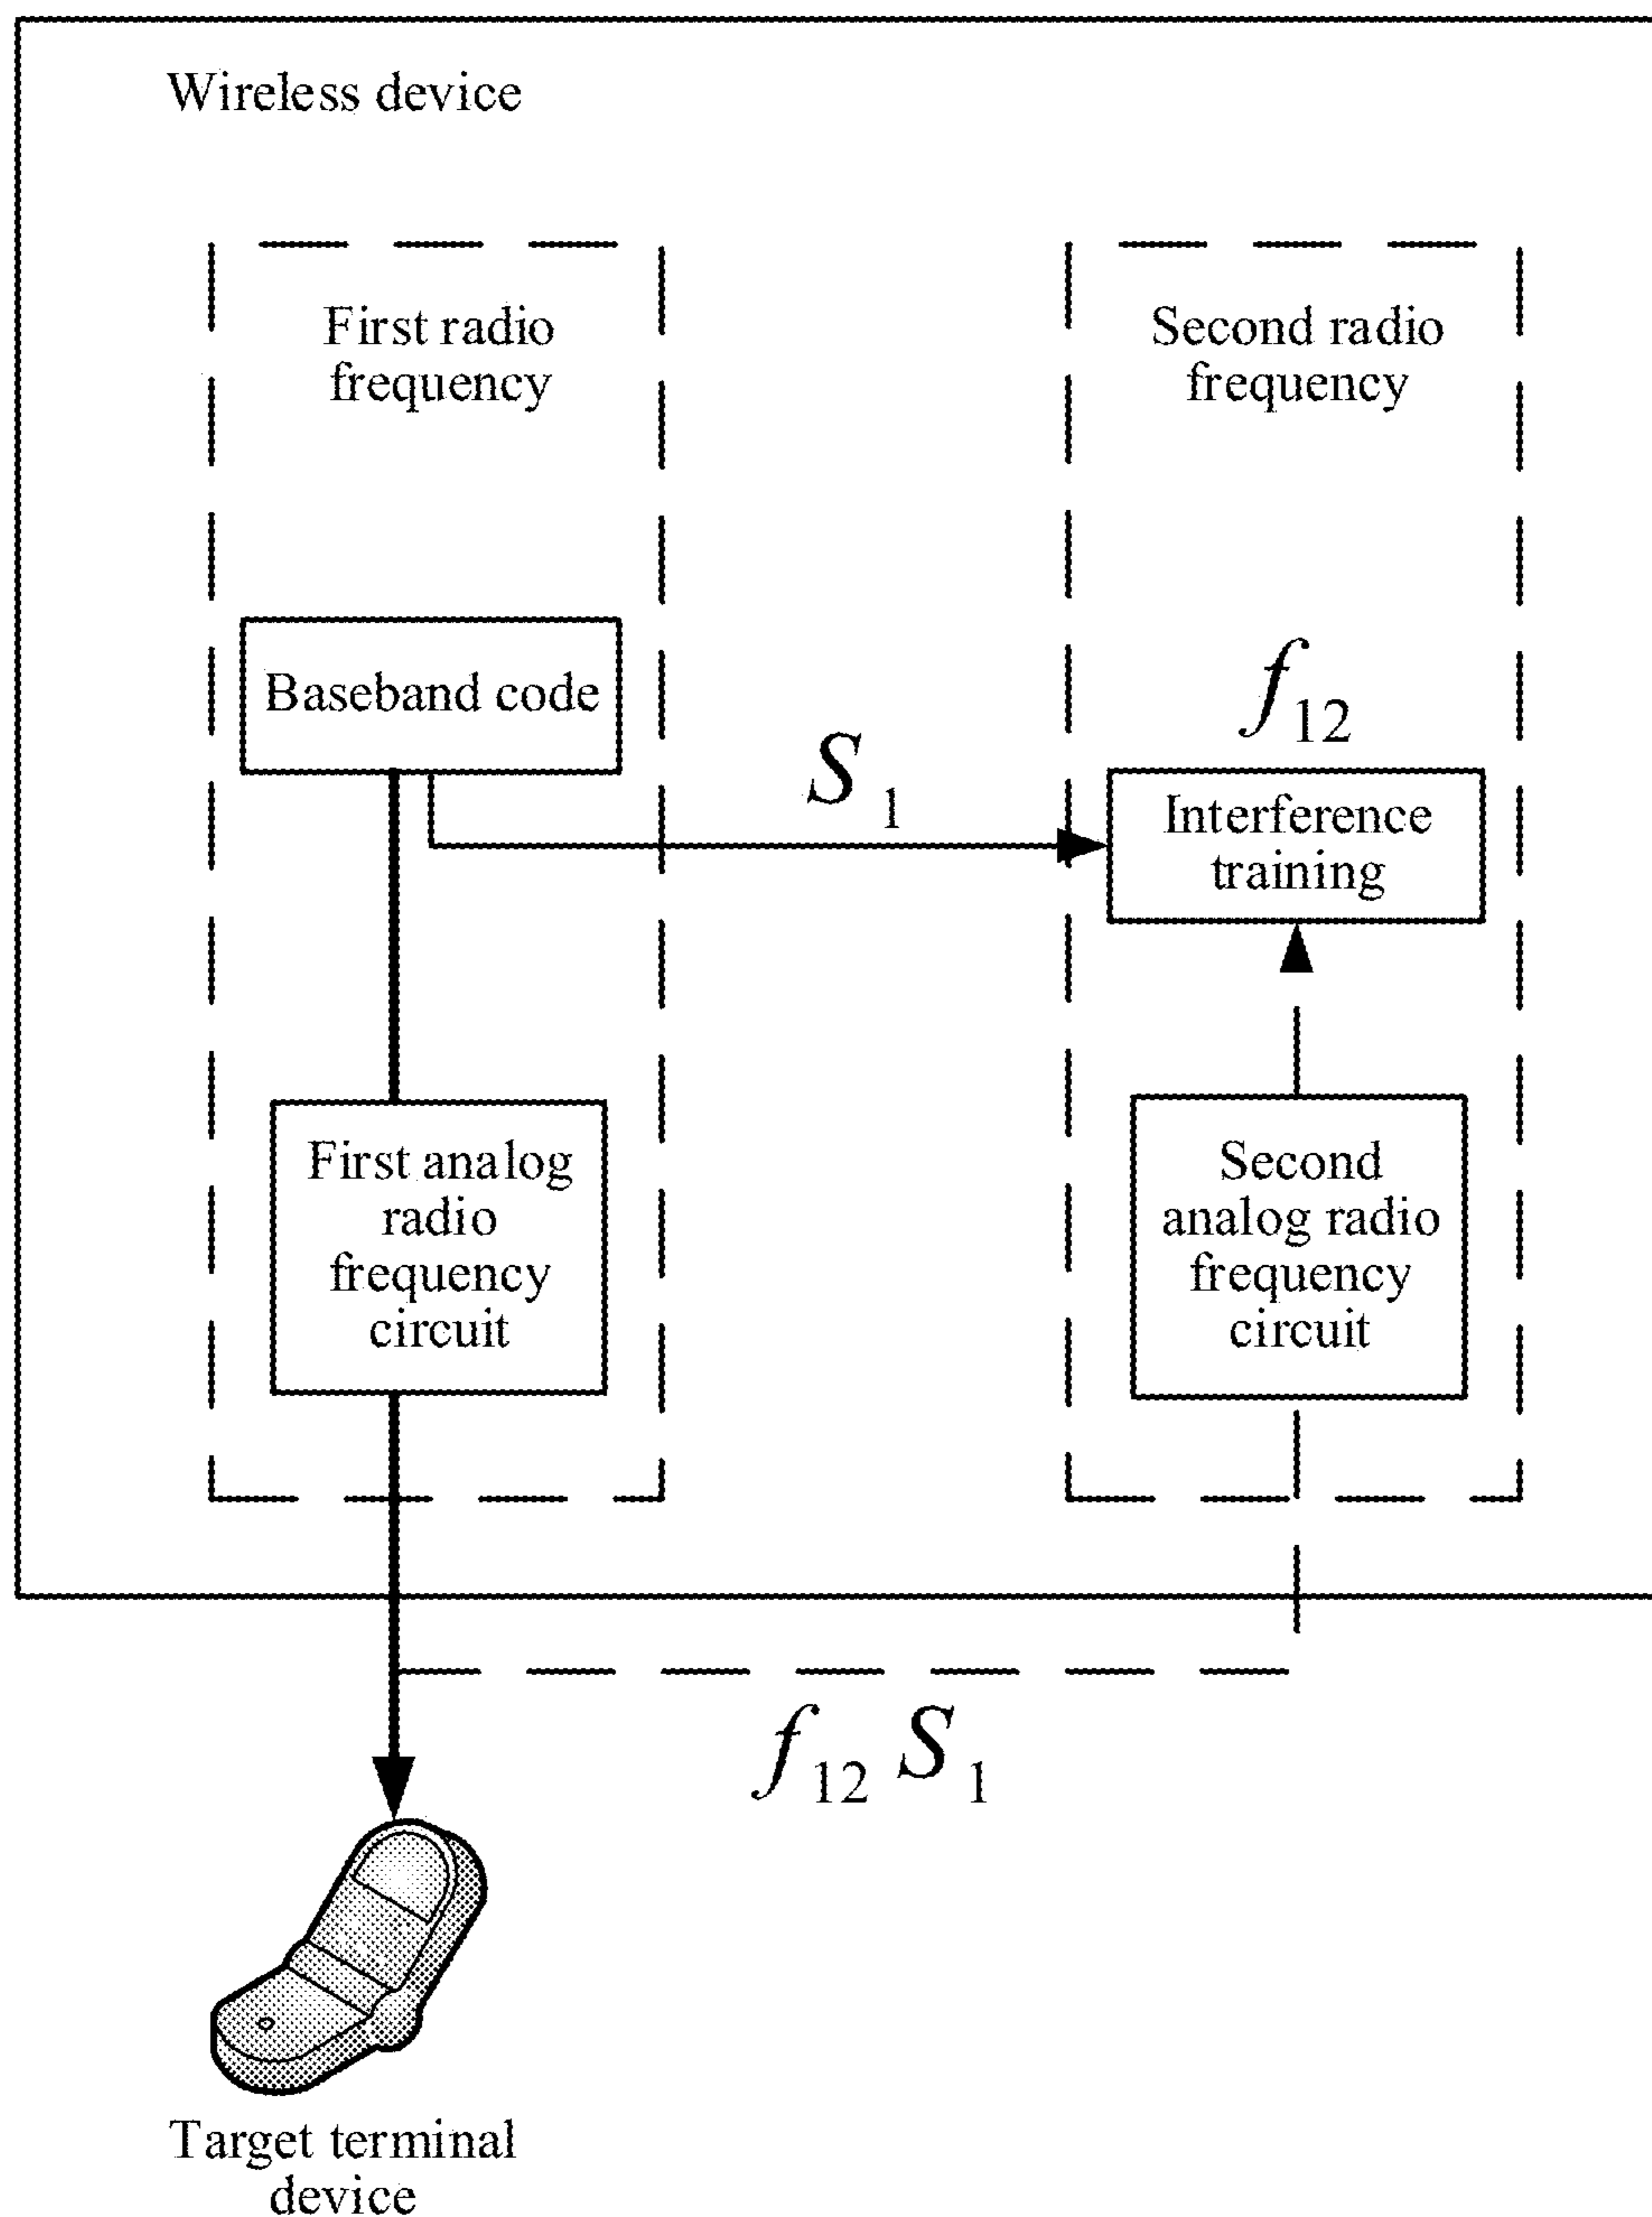 Wireless device
First radio
frequency
Second radio
frequency
Baseband code
S1
f12
Interference
training
First analog
radio
frequency
circuit
Second
analog radio
frequency
circuit
f12 S1
Target terminal
device